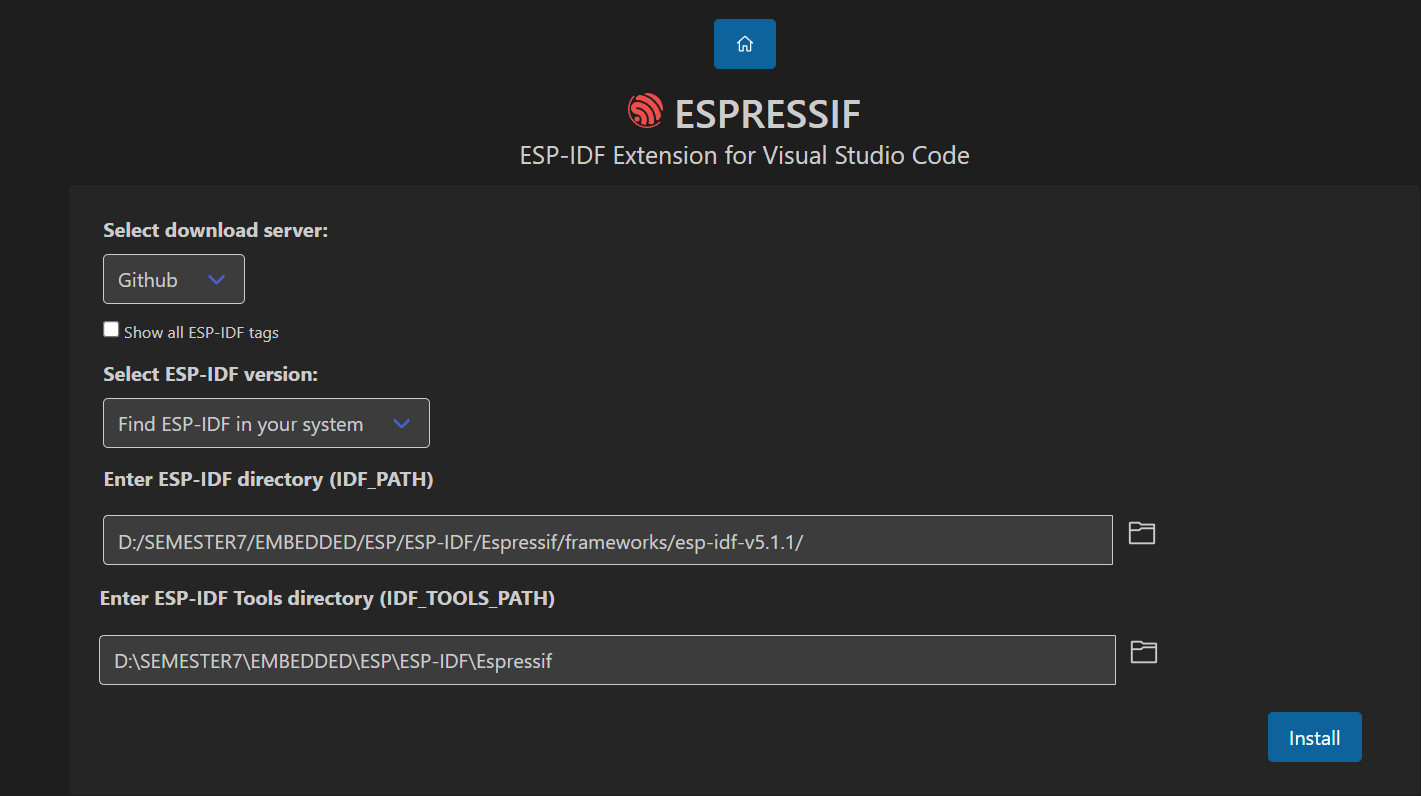 ESPRESSIF
ESP-IDF Extension for Visual Studio Code
Select download server:
Github
Show all ESP-IDF tags
Select ESP-IDF version:
Find ESP-IDF in your system
Enter ESP-IDF directory (IDF_PATH)
D:/SEMESTER7/EMBEDDED/ESP/ESP-IDF/Espressif/frameworks/esp-idf-v5.1.1/
Enter ESP-IDF Tools directory (IDF_TOOLS_PATH)
D:\SEMESTER7\EMBEDDED\ESP\ESP-IDF\Espressif
Install